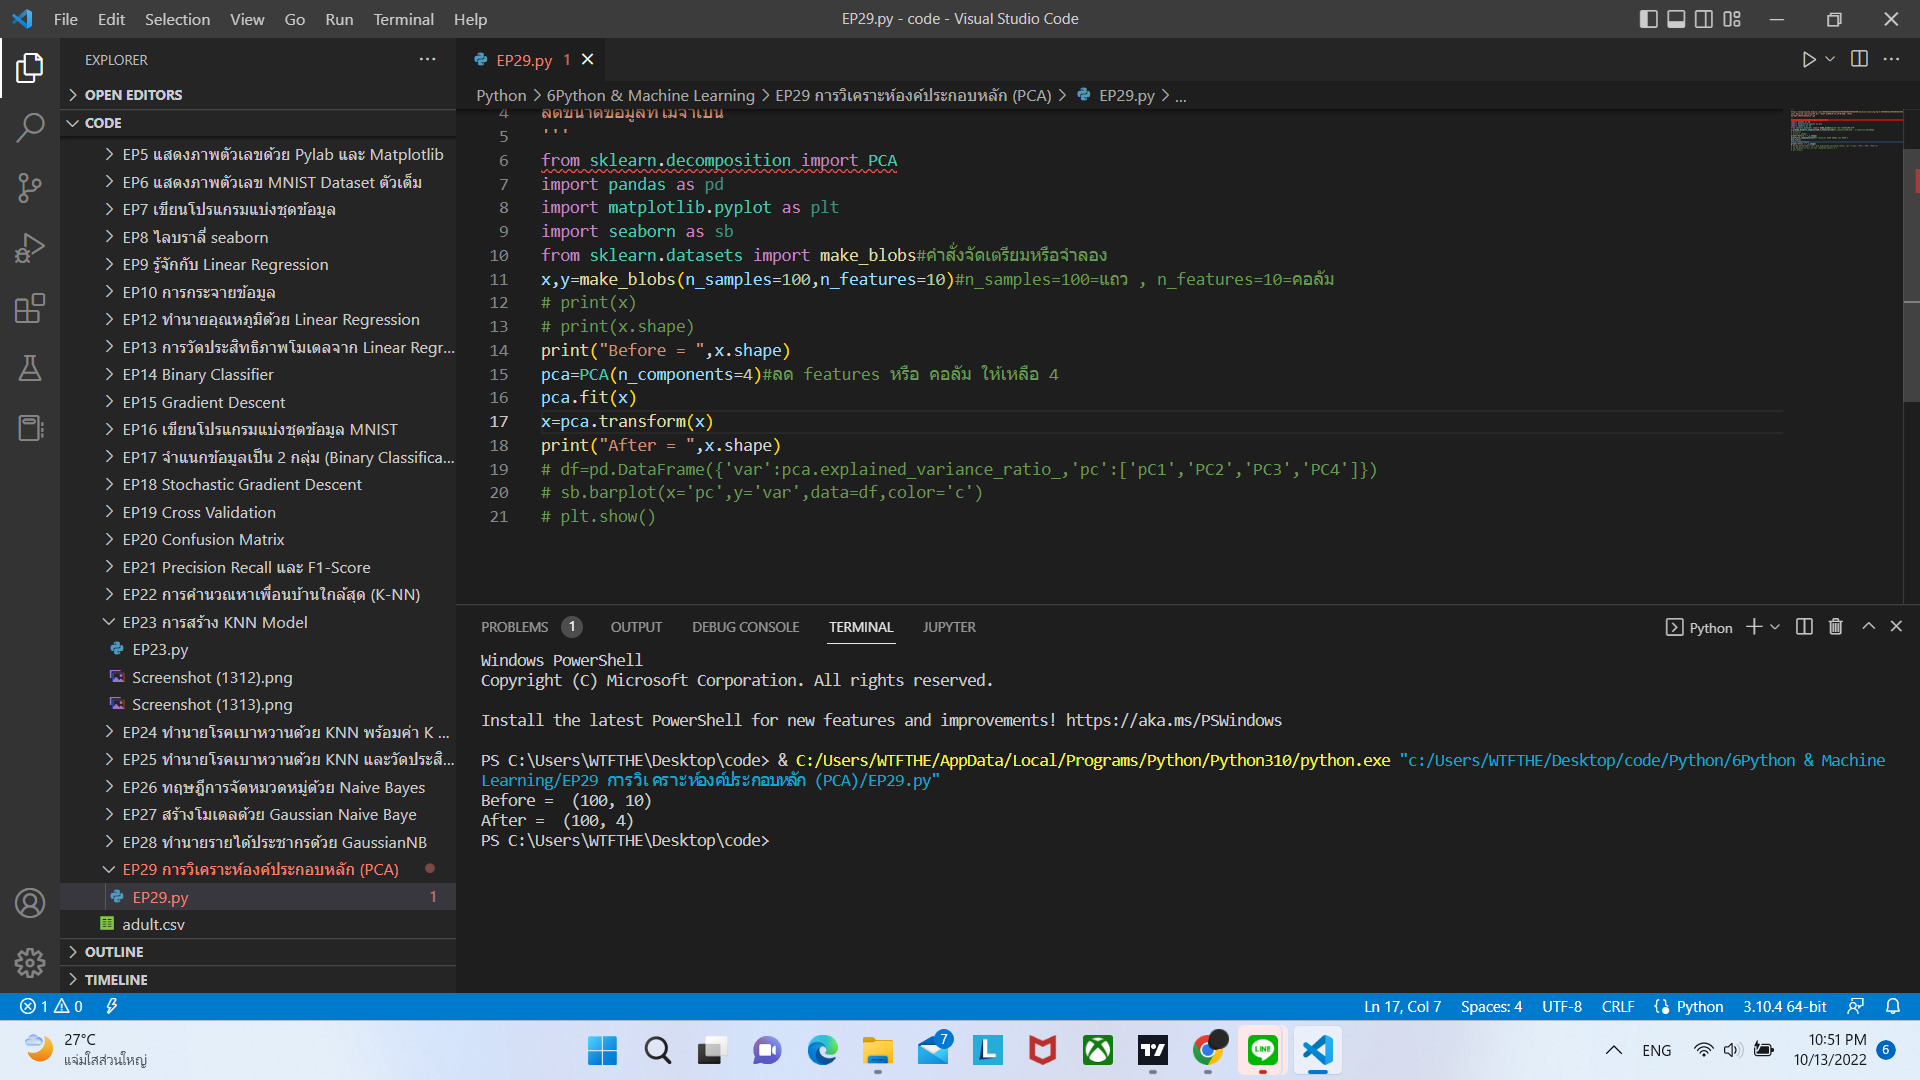 File Edit Selection View Go Run Terminal Help
EP29.py - code - Visual Studio Code
EXPLORER
OPEN EDITORS
CODE
EP5 แสดงภาพตัวเลขด้วย Pylab และ Matplotlib
EP6 แสดงภาพตัวเลข MNIST Dataset ตัวเต็ม
EP7 เขียนโปรแกรมแบ่งชุดข้อมูล
EP8 ไลบราลี่ seaborn
EP9 รู้จักกับ Linear Regression
EP10 การกระจายข้อมูล
EP12 ทำนายอุณหภูมิด้วย Linear Regression
EP13 การวัดประสิทธิภาพโมเดลจาก Linear Regr...
EP14 Binary Classifier
EP15 Gradient Descent
EP16 เขียนโปรแกรมแบ่งชุดข้อมูล MNIST
EP17 จำแนกข้อมูลเป็น 2 กลุ่ม (Binary Classifica...
EP18 Stochastic Gradient Descent
EP19 Cross Validation
EP20 Confusion Matrix
EP21 Precision Recall และ F1-Score
EP22 การคำนวณหาเพื่อนบ้านใกล้สุด (K-NN)
EP23 การสร้าง KNN Model
EP23.py
Screenshot (1312).png
Screenshot (1313).png
EP24 ทำนายโรคเบาหวานด้วย KNN พร้อมค่า K ...
EP25 ทำนายโรคเบาหวานด้วย KNN และวัดประสิ...
EP26 ทฤษฎีการจัดหมวดหมู่ด้วย Naive Bayes
EP27 สร้างโมเดลด้วย Gaussian Naive Baye
EP28 ทำนายรายได้ประชากรด้วย GaussianNB
EP29 การวิเคราะห์องค์ประกอบหลัก (PCA)
EP29.py 1
adult.csv
OUTLINE
TIMELINE
EP29.py 1
Python > 6Python & Machine Learning > EP29 การวิเคราะห์องค์ประกอบหลัก (PCA) > EP29.py > ...
4 ลดขนาดข้อมูลที่ไม่จำเป็น
5 '''
6 from sklearn.decomposition import PCA
7 import pandas as pd
8 import matplotlib.pyplot as plt
9 import seaborn as sb
10 from sklearn.datasets import make_blobs#คำสั่งจัดเตรียมหรือจำลอง
11 x,y=make_blobs(n_samples=100,n_features=10)#n_samples=100=แถว , n_features=10=คอลัม
12 # print(x)
13 # print(x.shape)
14 print("Before = ",x.shape)
15 pca=PCA(n_components=4)#ลด features หรือ คอลัม ให้เหลือ 4
16 pca.fit(x)
17 x=pca.transform(x)
18 print("After = ",x.shape)
19 # df=pd.DataFrame({'var':pca.explained_variance_ratio_,'pc':['pC1','PC2','PC3','PC4']})
20 # sb.barplot(x='pc',y='var',data=df,color='c')
21 # plt.show()
PROBLEMS 1 OUTPUT DEBUG CONSOLE TERMINAL JUPYTER
Python
Windows PowerShell
Copyright (C) Microsoft Corporation. All rights reserved.
Install the latest PowerShell for new features and improvements! https://aka.ms/PSWindows
PS C:\Users\WTFTHE\Desktop\code> & C:/Users/WTFTHE/AppData/Local/Programs/Python/Python310/python.exe "c:/Users/WTFTHE/Desktop/code/Python/6Python & Machine
Learning/EP29 การวิเคราะห์องค์ประกอบหลัก (PCA)/EP29.py"
Before =  (100, 10)
After =  (100, 4)
PS C:\Users\WTFTHE\Desktop\code>
1 0
Ln 17, Col 7 Spaces: 4 UTF-8 CRLF Python 3.10.4 64-bit
27°C
แจ่มใสส่วนใหญ่
7
LINE
ENG
10:51 PM
10/13/2022
6